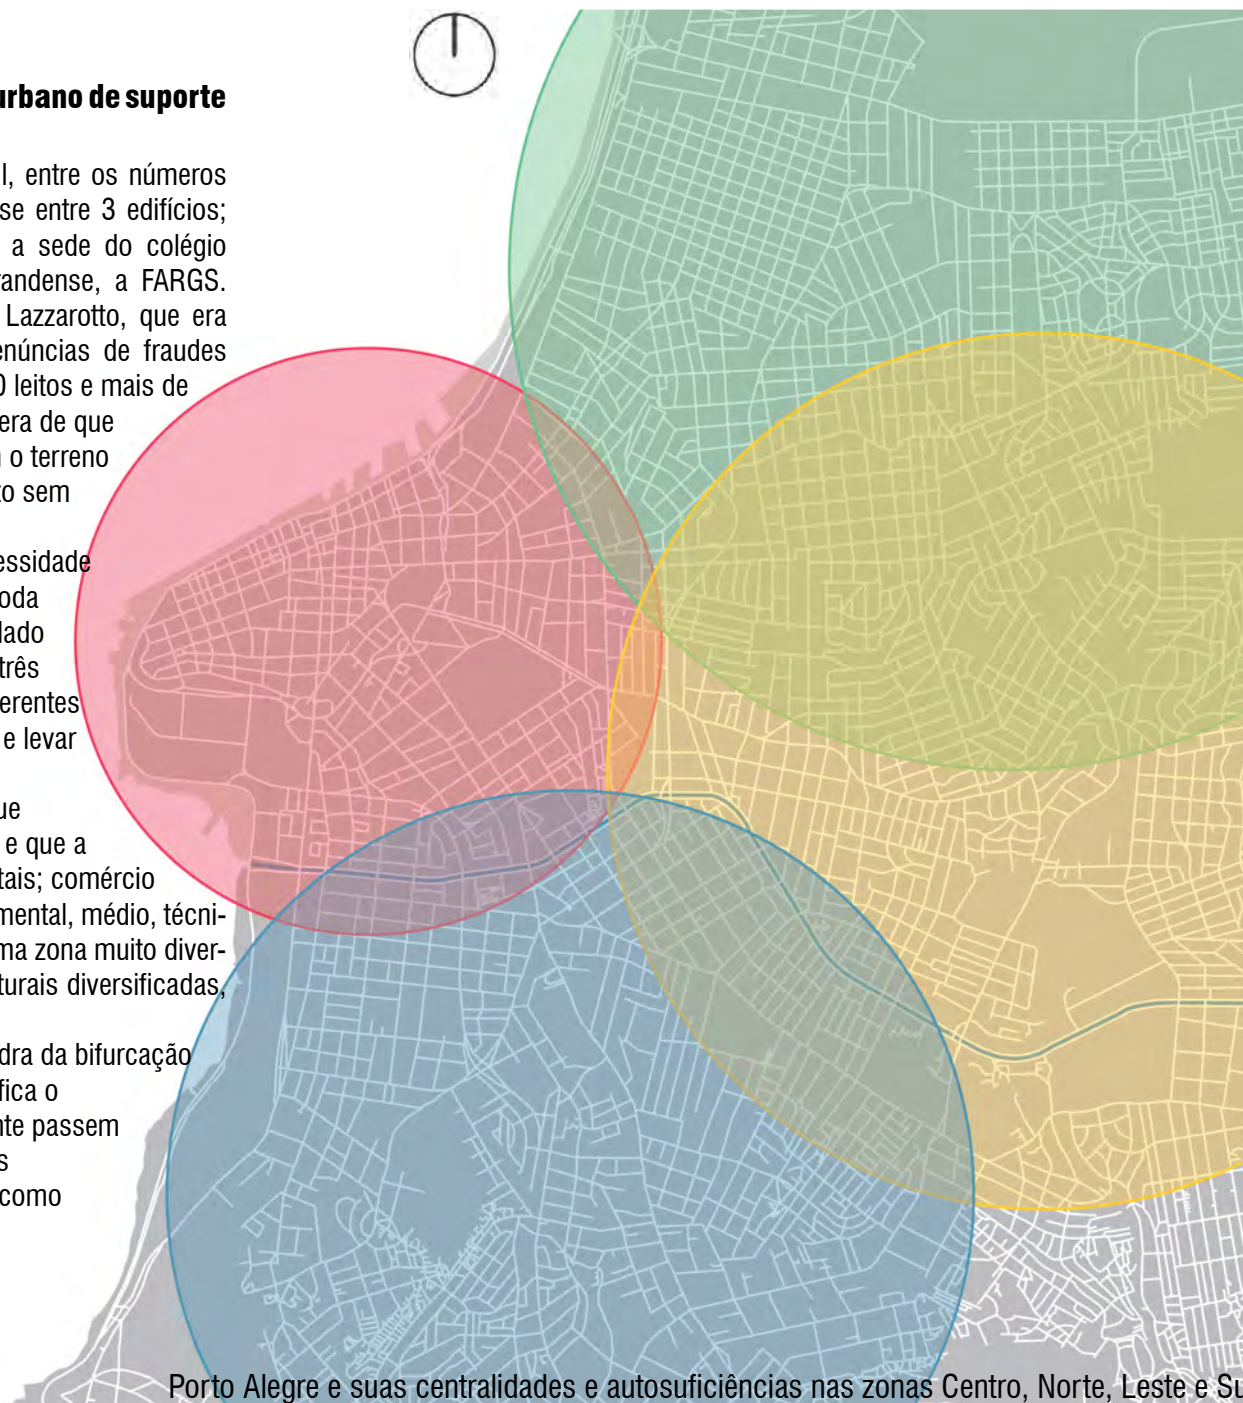 urbano de suporte
l, entre os números
se entre 3 edifícios;
a sede do colégio
randense, a FARGS.
Lazzarotto, que era
enúncias de fraudes
0 leitos e mais de
era de que
o terreno
to sem
essidade
oda
lado
três
erentes
e levar
ue
e que a
tais; comércio
mental, médio, técni-
ma zona muito diver-
turais diversificadas,
dra da bifurcação
fica o
nte passem
s
como
Porto Alegre e suas centralidades e autosuficiências nas zonas Centro, Norte, Leste e Su